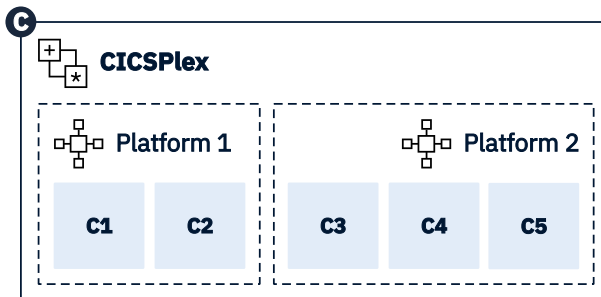 C
CICSPlex
Platform 1
Platform 2
C1 C2 C3 C4 C5